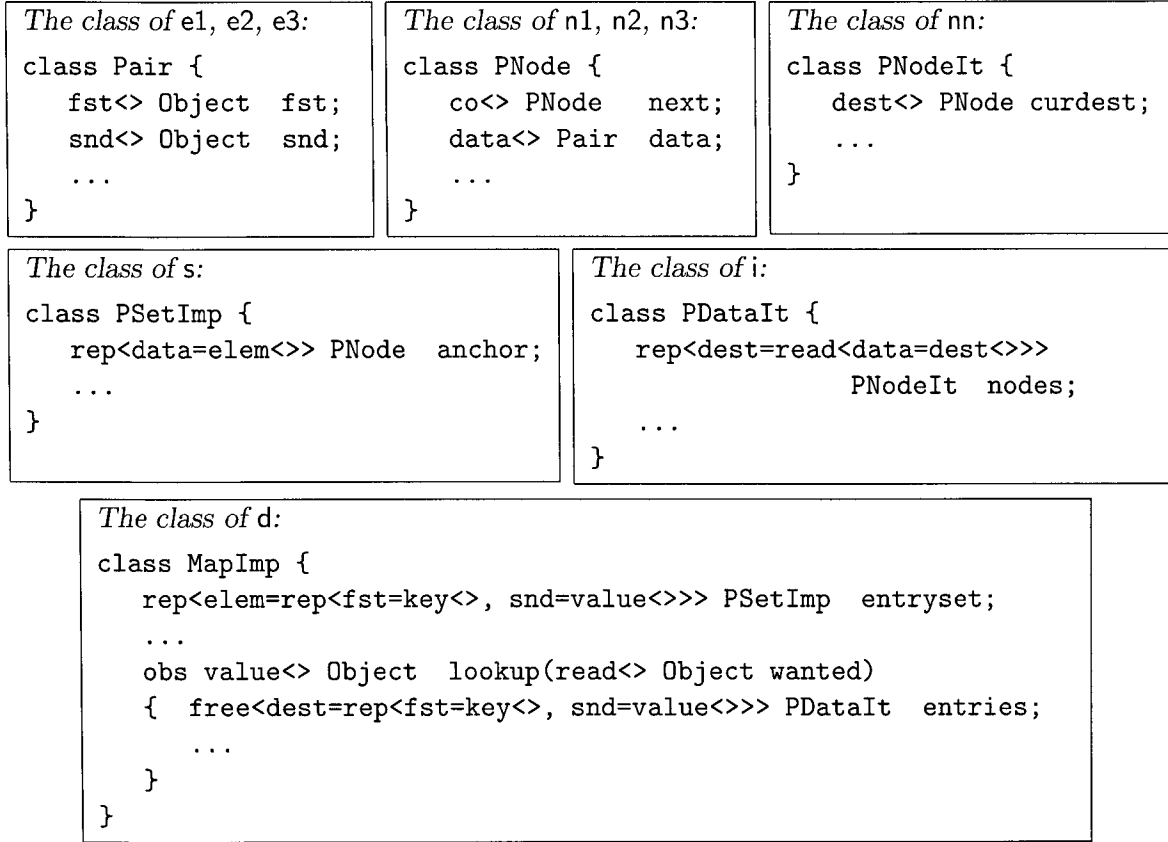 The class of e1, e2, e3:
class Pair {
fst<> Object fst;
snd<> Object snd;
...
}
The class of n1, n2, n3:
class PNode {
co<> PNode next;
data<> Pair data;
...
}
The class of nn:
class PNodeIt {
dest<> PNode curdest;
...
}
The class of s:
class PSetImp {
rep<data=elem<>> PNode anchor;
...
}
The class of i:
class PDataIt {
rep<dest=read<data=dest<>>>
PNodeIt nodes;
...
}
The class of d:
class MapImp {
rep<elem=rep<fst=key<>, snd=value<>>> PSetImp entryset;
...
obs value<> Object lookup(read<> Object wanted)
{ free<dest=rep<fst=key<>, snd=value<>>> PDataIt entries;
...
}
}